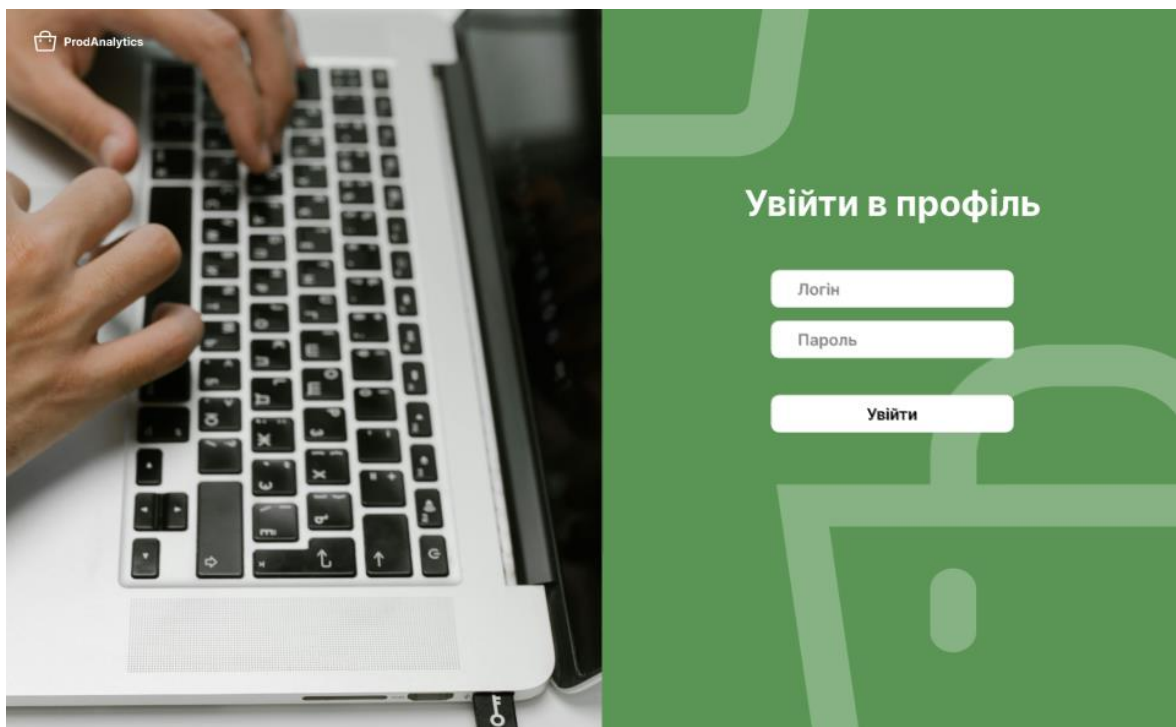 ProdAnalytics
Увійти в профіль
Логін
Пароль
Увійти